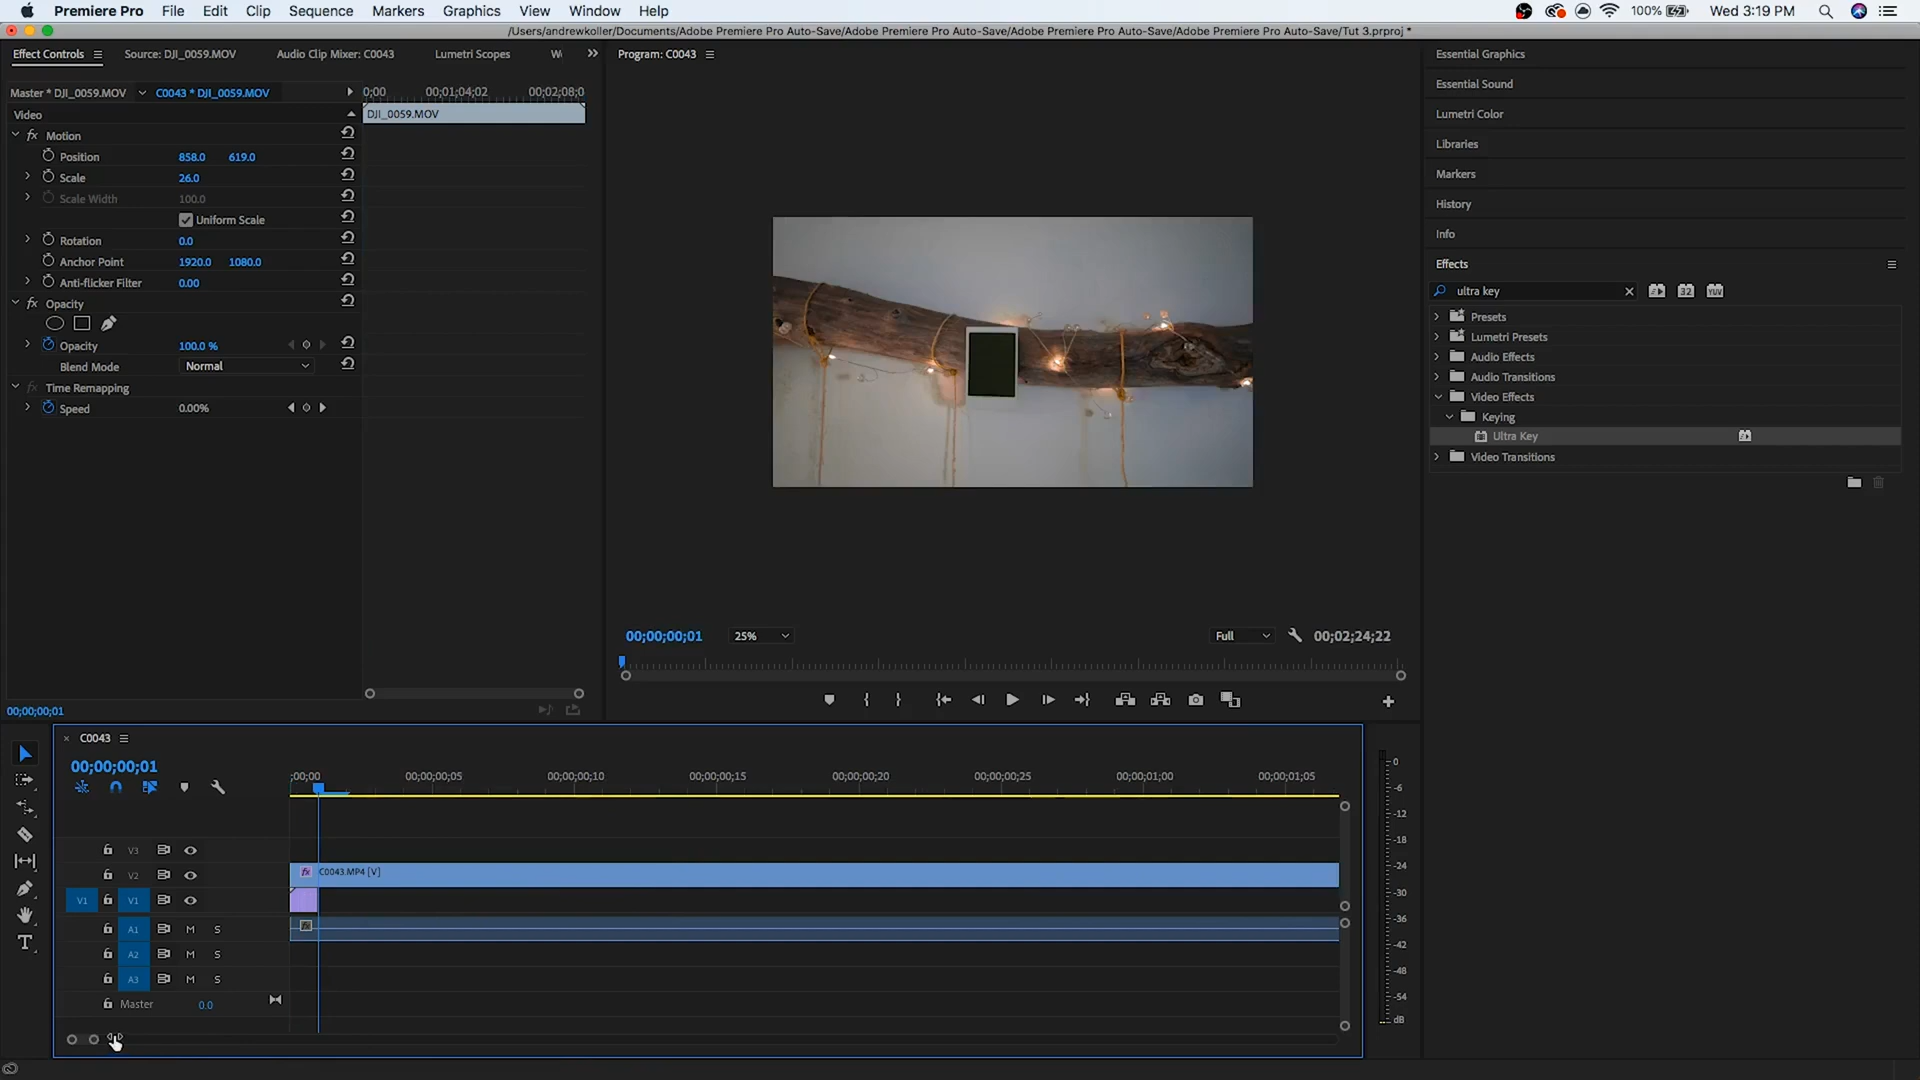 Premiere Pro File Edit Clip Sequence Markers Graphics View Window Help 100% Wed 3:19 PM
/Users/andrewkoller/Documents/Adobe Premiere Pro Auto-Save/Adobe Premiere Pro Auto-Save/Adobe Premiere Pro Auto-Save/Adobe Premiere Pro Auto-Save/Tut 3.prproj *
Effect Controls Source: DJI_0059.MOV Audio Clip Mixer: C0043 Lumetri Scopes Program: C0043
Master * DJI_0059.MOV C0043 * DJI_0059.MOV 0;00 00;01;04;02 00;02;08;0
Video DJI_0059.MOV
fx Motion
Position 858.0 619.0
Scale 26.0
Scale Width 100.0
Uniform Scale
Rotation 0.0
Anchor Point 1920.0 1080.0
Anti-flicker Filter 0.00
fx Opacity
Opacity 100.0 %
Blend Mode Normal
fx Time Remapping
Speed 0.00%
00;00;00;01
00;00;00;01 25% Full 00;02;24;22
Essential Graphics
Essential Sound
Lumetri Color
Libraries
Markers
History
Info
Effects
ultra key 32 YUV
Presets
Lumetri Presets
Audio Effects
Audio Transitions
Video Effects
Keying
Ultra Key
Video Transitions
C0043
00;00;00;01
;00;00 00;00;00;05 00;00;00;10 00;00;00;15 00;00;00;20 00;00;00;25 00;00;01;00 00;00;01;05
V3
V2 fx C0043.MP4 [V]
V1 V1
A1 M S
A2 M S
A3 M S
Master 0.0
0
-6
-12
-18
-24
-30
-36
-42
-48
-54
dB